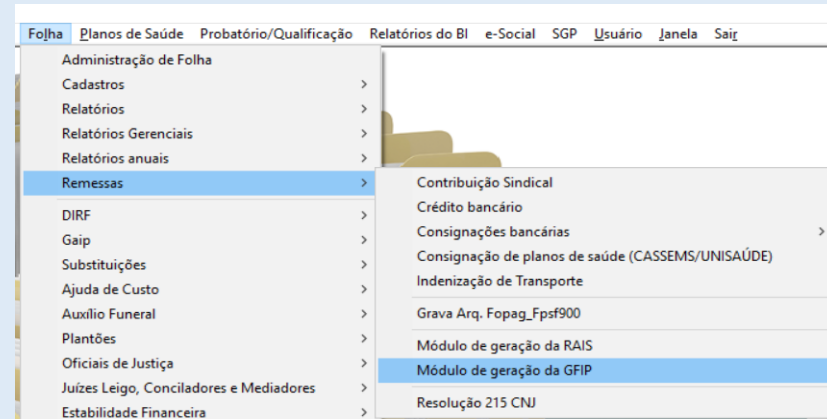 Folha Planos de Saúde Probatório/Qualificação Relatórios do BI e-Social SGP Usuário Janela Sair
Administração de Folha
Cadastros
Relatórios
Relatórios Gerenciais
Relatórios anuais
Remessas
DIRF
Gaip
Substituições
Ajuda de Custo
Auxílio Funeral
Plantões
Oficiais de Justiça
Juízes Leigo, Conciladores e Mediadores
Estabilidade Financeira
Contribuição Sindical
Crédito bancário
Consignações bancárias
Consignação de planos de saúde (CASSEMS/UNISAÚDE)
Indenização de Transporte
Grava Arq. Fopag_Fpsf900
Módulo de geração da RAIS
Módulo de geração da GFIP
Resolução 215 CNJ